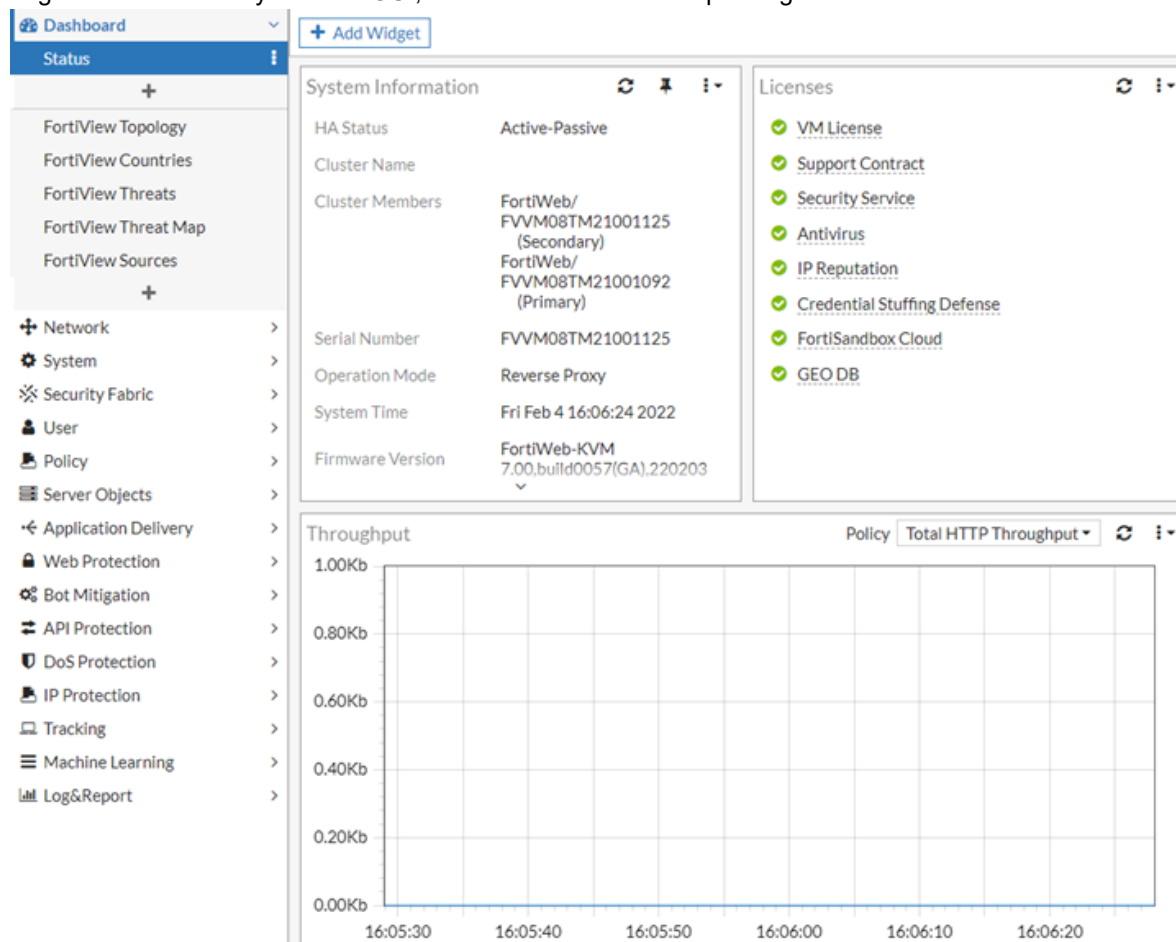 Dashboard
Status
+
FortiView Topology
FortiView Countries
FortiView Threats
FortiView Threat Map
FortiView Sources
+
Network
System
Security Fabric
User
Policy
Server Objects
Application Delivery
Web Protection
Bot Mitigation
API Protection
DoS Protection
IP Protection
Tracking
Machine Learning
Log&Report
+ Add Widget
System Information
HA Status Active-Passive
Cluster Name
Cluster Members FortiWeb/
FVVM08TM21001125
(Secondary)
FortiWeb/
FVVM08TM21001092
(Primary)
Serial Number FVVM08TM21001125
Operation Mode Reverse Proxy
System Time Fri Feb 4 16:06:24 2022
Firmware Version FortiWeb-KVM
7.00,build0057(GA),220203
Licenses
VM License
Support Contract
Security Service
Antivirus
IP Reputation
Credential Stuffing Defense
FortiSandbox Cloud
GEO DB
Throughput Policy Total HTTP Throughput
1.00Kb
0.80Kb
0.60Kb
0.40Kb
0.20Kb
0.00Kb
16:05:30 16:05:40 16:05:50 16:06:00 16:06:10 16:06:20